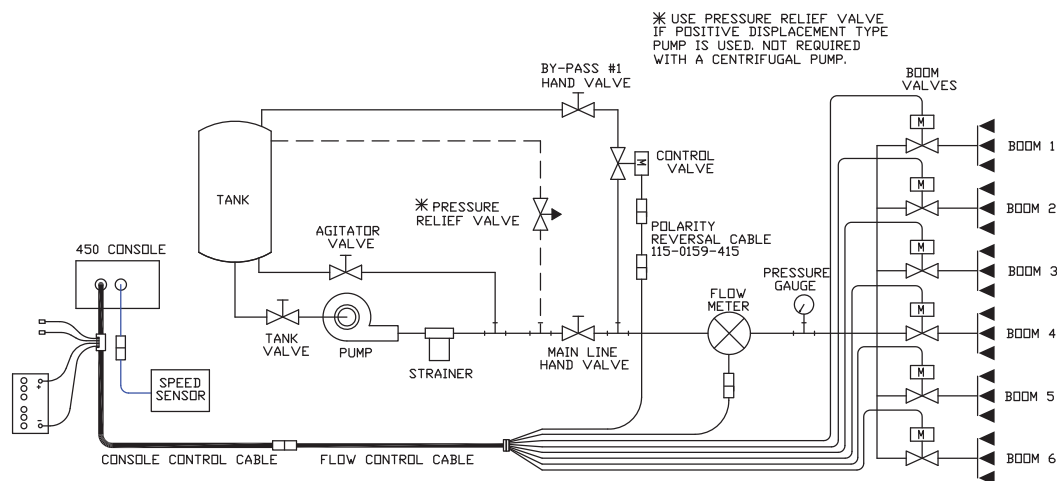 * USE PRESSURE RELIEF VALVE
IF POSITIVE DISPLACEMENT TYPE
PUMP IS USED. NOT REQUIRED
WITH A CENTRIFUGAL PUMP.
BY-PASS #1
HAND VALVE
BOOM
VALVES
M
BOOM 1
CONTROL
VALVE
M
TANK
M
BOOM 2
* PRESSURE
RELIEF VALVE
AGITATOR
VALVE
POLARITY
REVERSAL CABLE
115-0159-415
450 CONSOLE
M
BOOM 3
PRESSURE
GAUGE
FLOW
METER
M
BOOM 4
TANK
VALVE
PUMP
STRAINER
MAIN LINE
HAND VALVE
SPEED
SENSOR
+
-
M
BOOM 5
M
BOOM 6
CONSOLE CONTROL CABLE
FLOW CONTROL CABLE